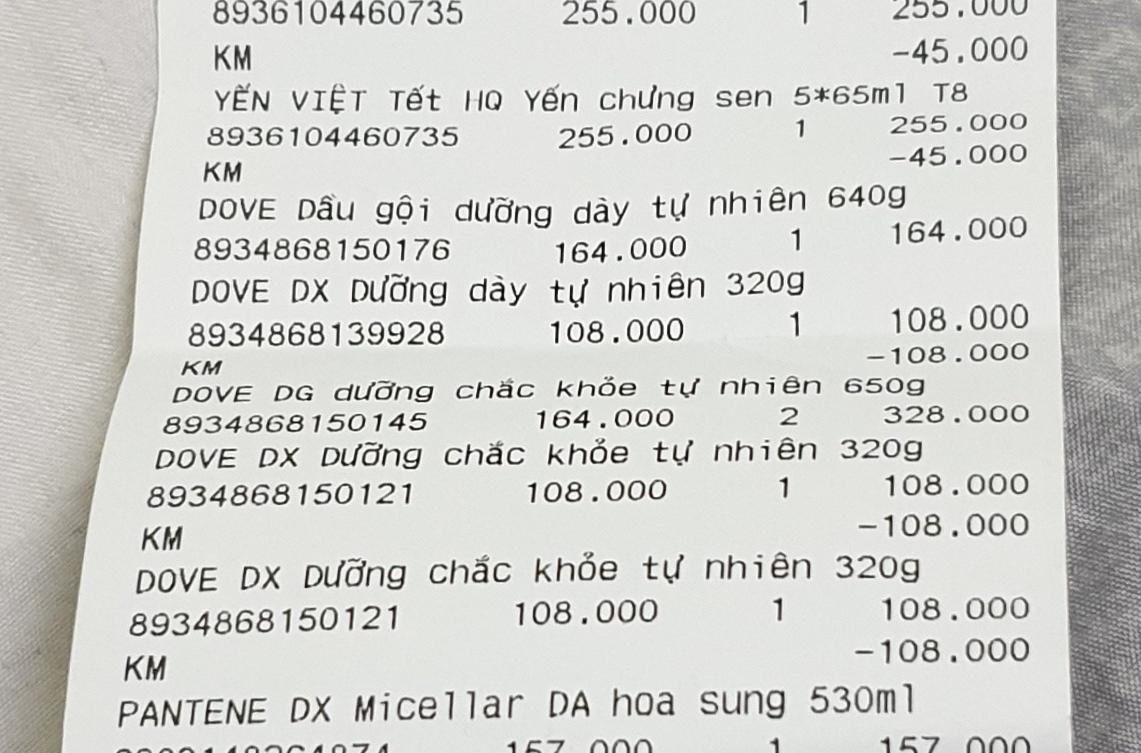 8936104460735 255.000 1 255.000
KM -45.000
YẾN VIỆT Tết HQ Yến chưng sen 5*65ml T8
8936104460735 255.000 1 255.000
KM -45.000
DOVE Dầu gội dưỡng dày tự nhiên 640g
8934868150176 164.000 1 164.000
DOVE DX Dưỡng dày tự nhiên 320g
8934868139928 108.000 1 108.000
KM -108.000
DOVE DG dưỡng chắc khỏe tự nhiên 650g
8934868150145 164.000 2 328.000
DOVE DX Dưỡng chắc khỏe tự nhiên 320g
8934868150121 108.000 1 108.000
KM -108.000
DOVE DX Dưỡng chắc khỏe tự nhiên 320g
8934868150121 108.000 1 108.000
KM -108.000
PANTENE DX Micellar DA hoa sung 530ml
157.000 1 157.000